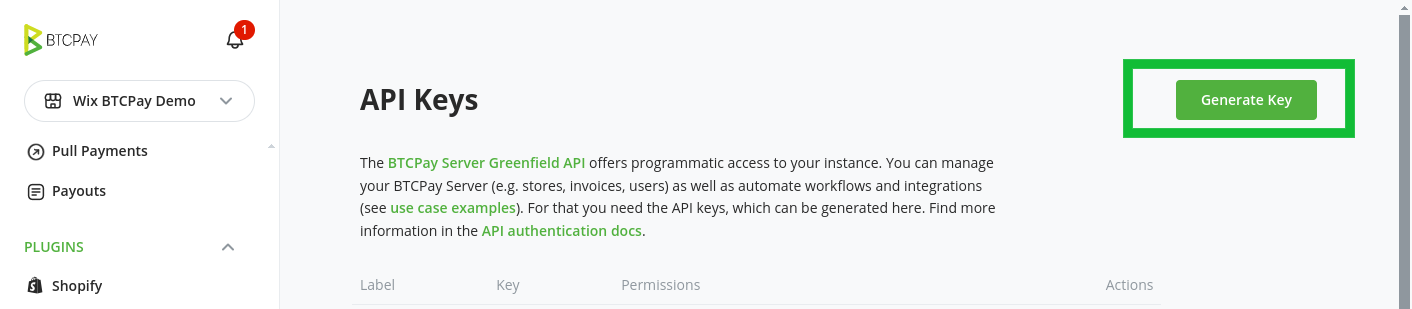 BTCPAY
1
Wix BTCPay Demo
Pull Payments
Payouts
PLUGINS
Shopify
API Keys
Generate Key
The BTCPay Server Greenfield API offers programmatic access to your instance. You can manage
your BTCPay Server (e.g. stores, invoices, users) as well as automate workflows and integrations
(see use case examples). For that you need the API keys, which can be generated here. Find more
information in the API authentication docs.
Label Key Permissions Actions